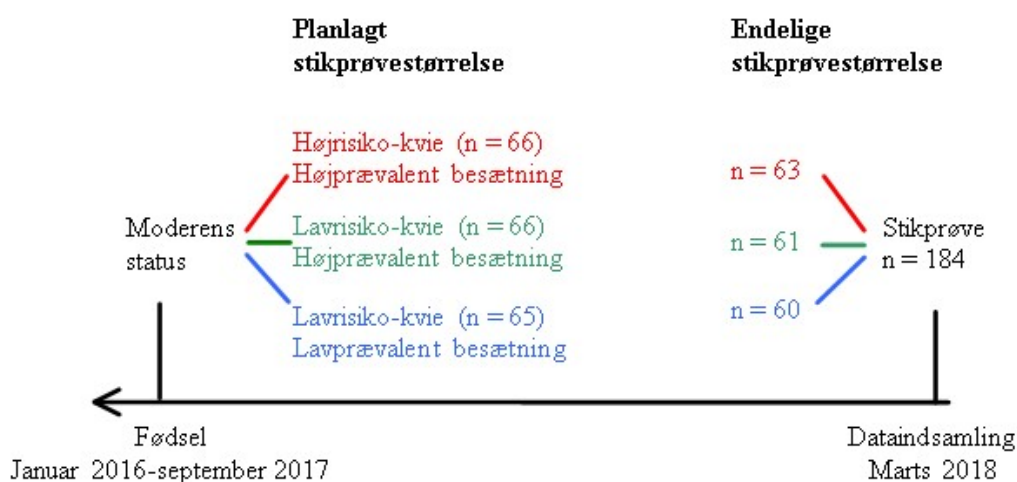 Planlagt
stikprøvestørrelse
Endelige
stikprøvestørrelse
Højrisiko-kvie (n = 66)
Højprævalent besætning
n = 63
Moderens
status
Lavrisiko-kvie (n = 66)
Højprævalent besætning
n = 61
Stikprøve
n = 184
Lavrisiko-kvie (n = 65)
Lavprævalent besætning
n = 60
Fødsel
Januar 2016-september 2017
Dataindsamling
Marts 2018